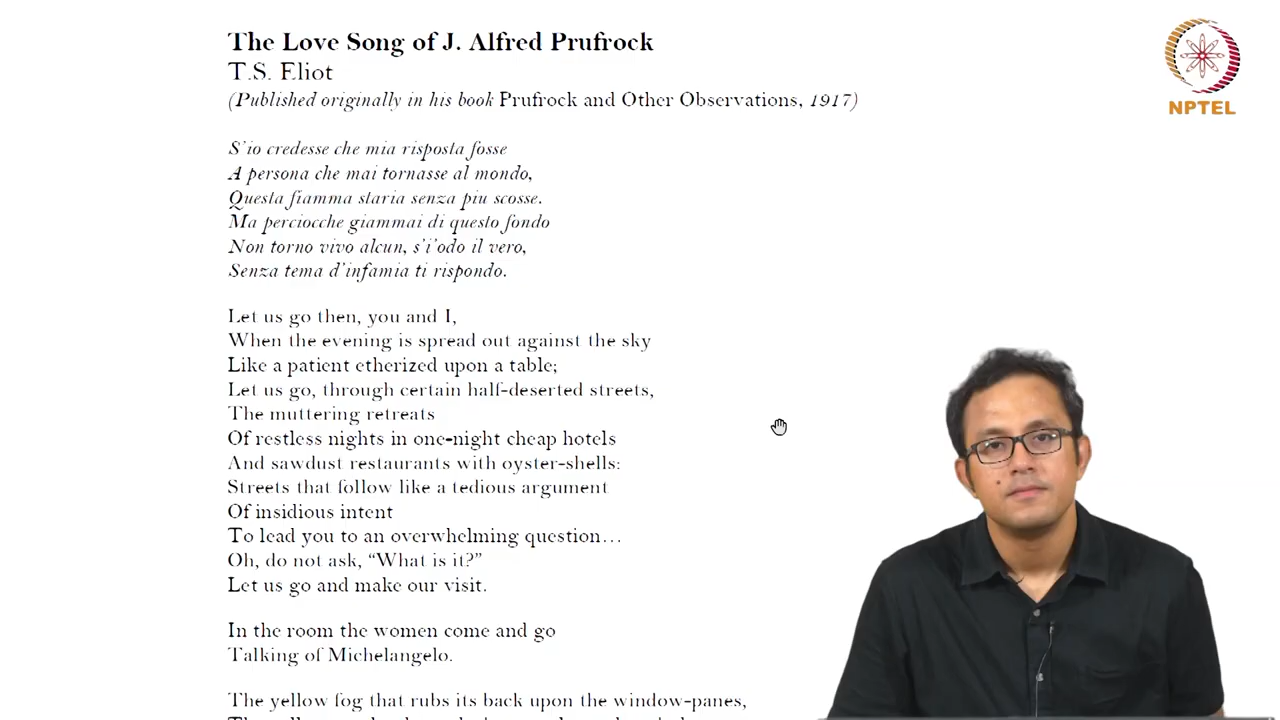 The Love Song of J. Alfred Prufrock
T.S. Eliot
(Published originally in his book Prufrock and Other Observations, 1917)
NPTEL
S'io credesse che mia risposta fosse
A persona che mai tornasse al mondo,
Questa fiamma staria senza piu scosse.
Ma perciocche giammai di questo fondo
Non torno vivo alcun, s'i'odo il vero,
Senza tema d'infamia ti rispondo.
Let us go then, you and I,
When the evening is spread out against the sky
Like a patient etherized upon a table;
Let us go, through certain half-deserted streets,
The muttering retreats
Of restless nights in one-night cheap hotels
And sawdust restaurants with oyster-shells:
Streets that follow like a tedious argument
Of insidious intent
To lead you to an overwhelming question…
Oh, do not ask, “What is it?”
Let us go and make our visit.
In the room the women come and go
Talking of Michelangelo.
The yellow fog that rubs its back upon the window-panes,